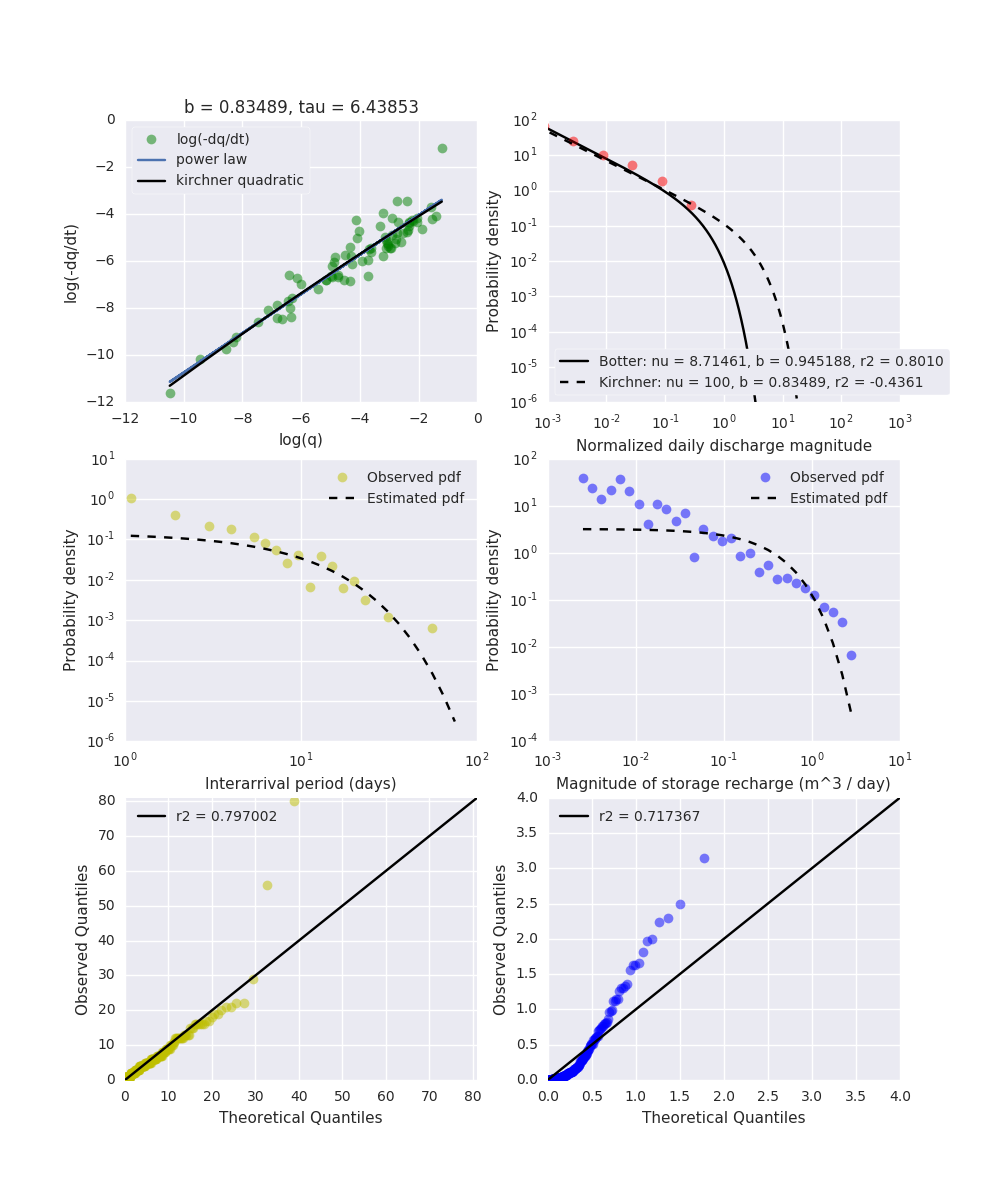 b = 0.83489, tau = 6.43853
0
−2
−4
−6
−8
−10
−12
log(-dq/dt)
log(-dq/dt)
power law
kirchner quadratic
−12 −10 −8 −6 −4 −2 0
log(q)
10^2
10^1
10^0
10^-1
10^-2
10^-3
10^-4
10^-5
10^-6
Probability density
Botter: nu = 8.71461, b = 0.945188, r2 = 0.8010
Kirchner: nu = 100, b = 0.83489, r2 = -0.4361
10^-3 10^-2 10^-1 10^0 10^1 10^2 10^3
Normalized daily discharge magnitude
10^1
10^0
10^-1
10^-2
10^-3
10^-4
10^-5
10^-6
Probability density
Observed pdf
Estimated pdf
10^0 10^1 10^2
Interarrival period (days)
10^2
10^1
10^0
10^-1
10^-2
10^-3
10^-4
Probability density
Observed pdf
Estimated pdf
10^-3 10^-2 10^-1 10^0 10^1
Magnitude of storage recharge (m^3 / day)
80
70
60
50
40
30
20
10
0
Observed Quantiles
r2 = 0.797002
0 10 20 30 40 50 60 70 80
Theoretical Quantiles
4.0
3.5
3.0
2.5
2.0
1.5
1.0
0.5
0.0
Observed Quantiles
r2 = 0.717367
0.0 0.5 1.0 1.5 2.0 2.5 3.0 3.5 4.0
Theoretical Quantiles